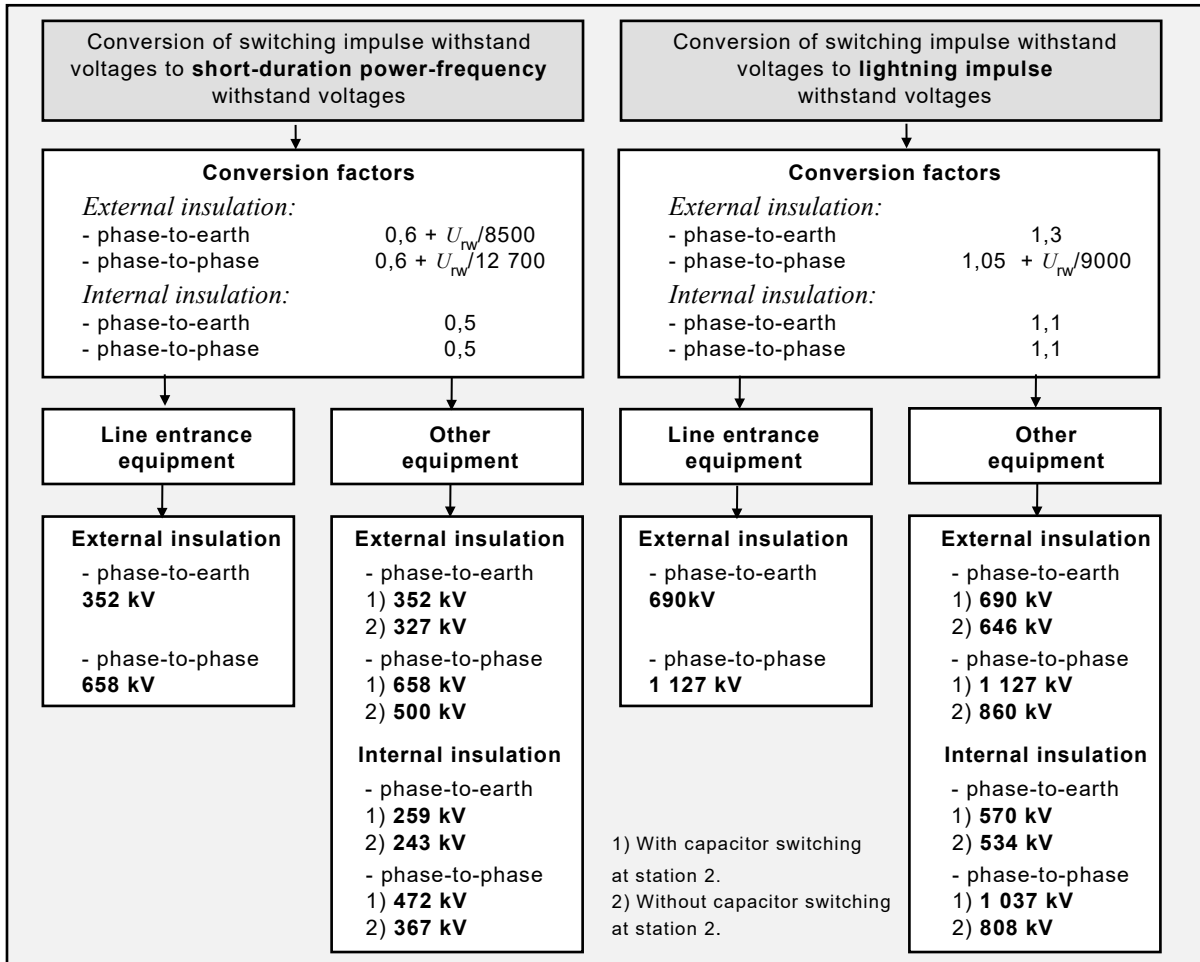 Conversion of switching impulse withstand
voltages to short-duration power-frequency
withstand voltages
Conversion factors
External insulation:
- phase-to-earth 0,6 + Urw/8500
- phase-to-phase 0,6 + Urw/12 700
Internal insulation:
- phase-to-earth 0,5
- phase-to-phase 0,5
Line entrance
equipment
External insulation
- phase-to-earth
352 kV
- phase-to-phase
658 kV
Other
equipment
External insulation
- phase-to-earth
1) 352 kV
2) 327 kV
- phase-to-phase
1) 658 kV
2) 500 kV
Internal insulation
- phase-to-earth
1) 259 kV
2) 243 kV
- phase-to-phase
1) 472 kV
2) 367 kV
Conversion of switching impulse withstand
voltages to lightning impulse
withstand voltages
Conversion factors
External insulation:
- phase-to-earth 1,3
- phase-to-phase 1,05 + Urw/9000
Internal insulation:
- phase-to-earth 1,1
- phase-to-phase 1,1
Line entrance
equipment
External insulation
- phase-to-earth
690kV
- phase-to-phase
1 127 kV
Other
equipment
External insulation
- phase-to-earth
1) 690 kV
2) 646 kV
- phase-to-phase
1) 1 127 kV
2) 860 kV
Internal insulation
- phase-to-earth
1) 570 kV
2) 534 kV
- phase-to-phase
1) 1 037 kV
2) 808 kV
1) With capacitor switching
at station 2.
2) Without capacitor switching
at station 2.